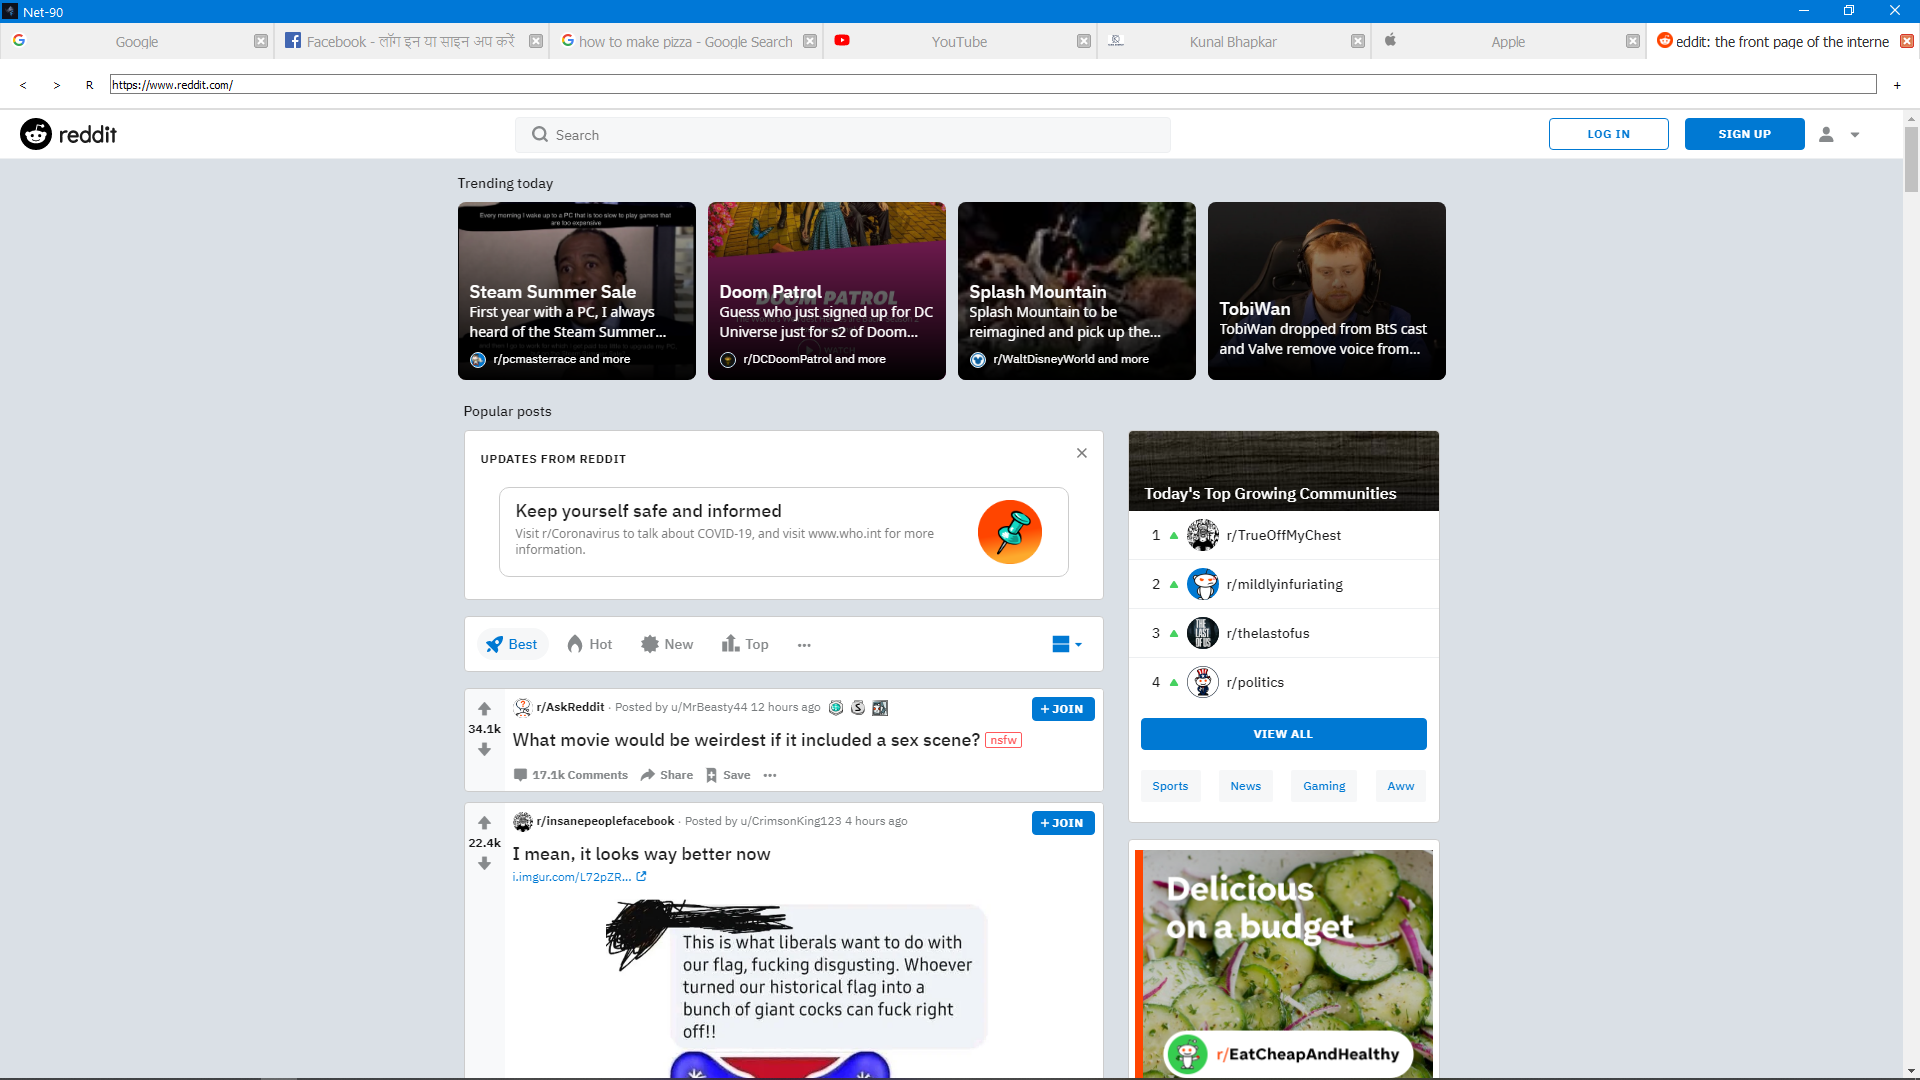 Net-90
Google
Facebook - लॉग इन या साइन अप करें
how to make pizza - Google Search
YouTube
Kunal Bhapkar
Apple
eddit: the front page of the interne
< > R https://www.reddit.com/ +
reddit
Search
LOG IN
SIGN UP
Trending today
Every morning I wake up to a PC that is too slow to play games that
are too expensive
Steam Summer Sale
First year with a PC, I always
heard of the Steam Summer...
r/pcmasterrace and more
DOOM PATROL
Doom Patrol
Guess who just signed up for DC
Universe just for s2 of Doom...
r/DCDoomPatrol and more
Splash Mountain
Splash Mountain to be
reimagined and pick up the...
r/WaltDisneyWorld and more
TobiWan
TobiWan dropped from BtS cast
and Valve remove voice from...
Popular posts
UPDATES FROM REDDIT
Keep yourself safe and informed
Visit r/Coronavirus to talk about COVID-19, and visit www.who.int for more
information.
Best
Hot
New
Top
...
r/AskReddit · Posted by u/MrBeasty44 12 hours ago
+ JOIN
34.1k
What movie would be weirdest if it included a sex scene? nsfw
17.1k Comments
Share
Save
...
r/insanepeoplefacebook · Posted by u/CrimsonKing123 4 hours ago
+ JOIN
22.4k
I mean, it looks way better now
i.imgur.com/L72pZR...
This is what liberals want to do with
our flag, fucking disgusting. Whoever
turned our historical flag into a
bunch of giant cocks can fuck right
off!!
Today's Top Growing Communities
1 r/TrueOffMyChest
2 r/mildlyinfuriating
3 THE LAST OF US r/thelastofus
4 r/politics
VIEW ALL
Sports
News
Gaming
Aww
Delicious
on a budget
r/EatCheapAndHealthy